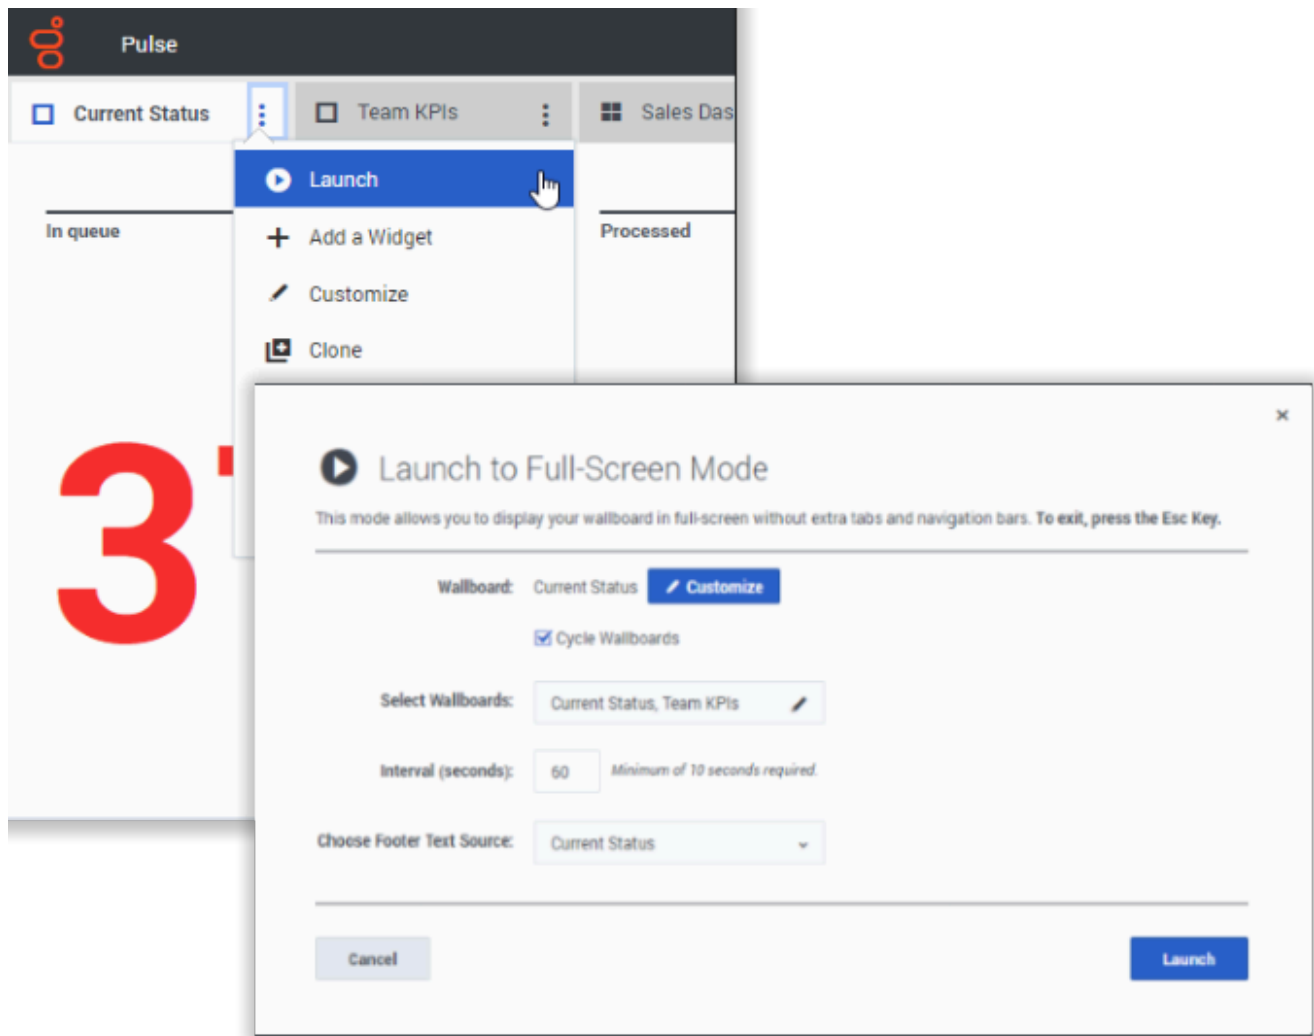 Pulse
Current Status
Team KPIs
Sales Das
Launch
In queue
Add a Widget
Processed
Customize
Clone
3
Launch to Full-Screen Mode
This mode allows you to display your wallboard in full-screen without extra tabs and navigation bars. To exit, press the Esc Key.
Wallboard: Current Status Customize
Cycle Wallboards
Select Wallboards: Current Status, Team KPIs
Interval (seconds): 60 Minimum of 10 seconds required.
Choose Footer Text Source: Current Status
Cancel
Launch